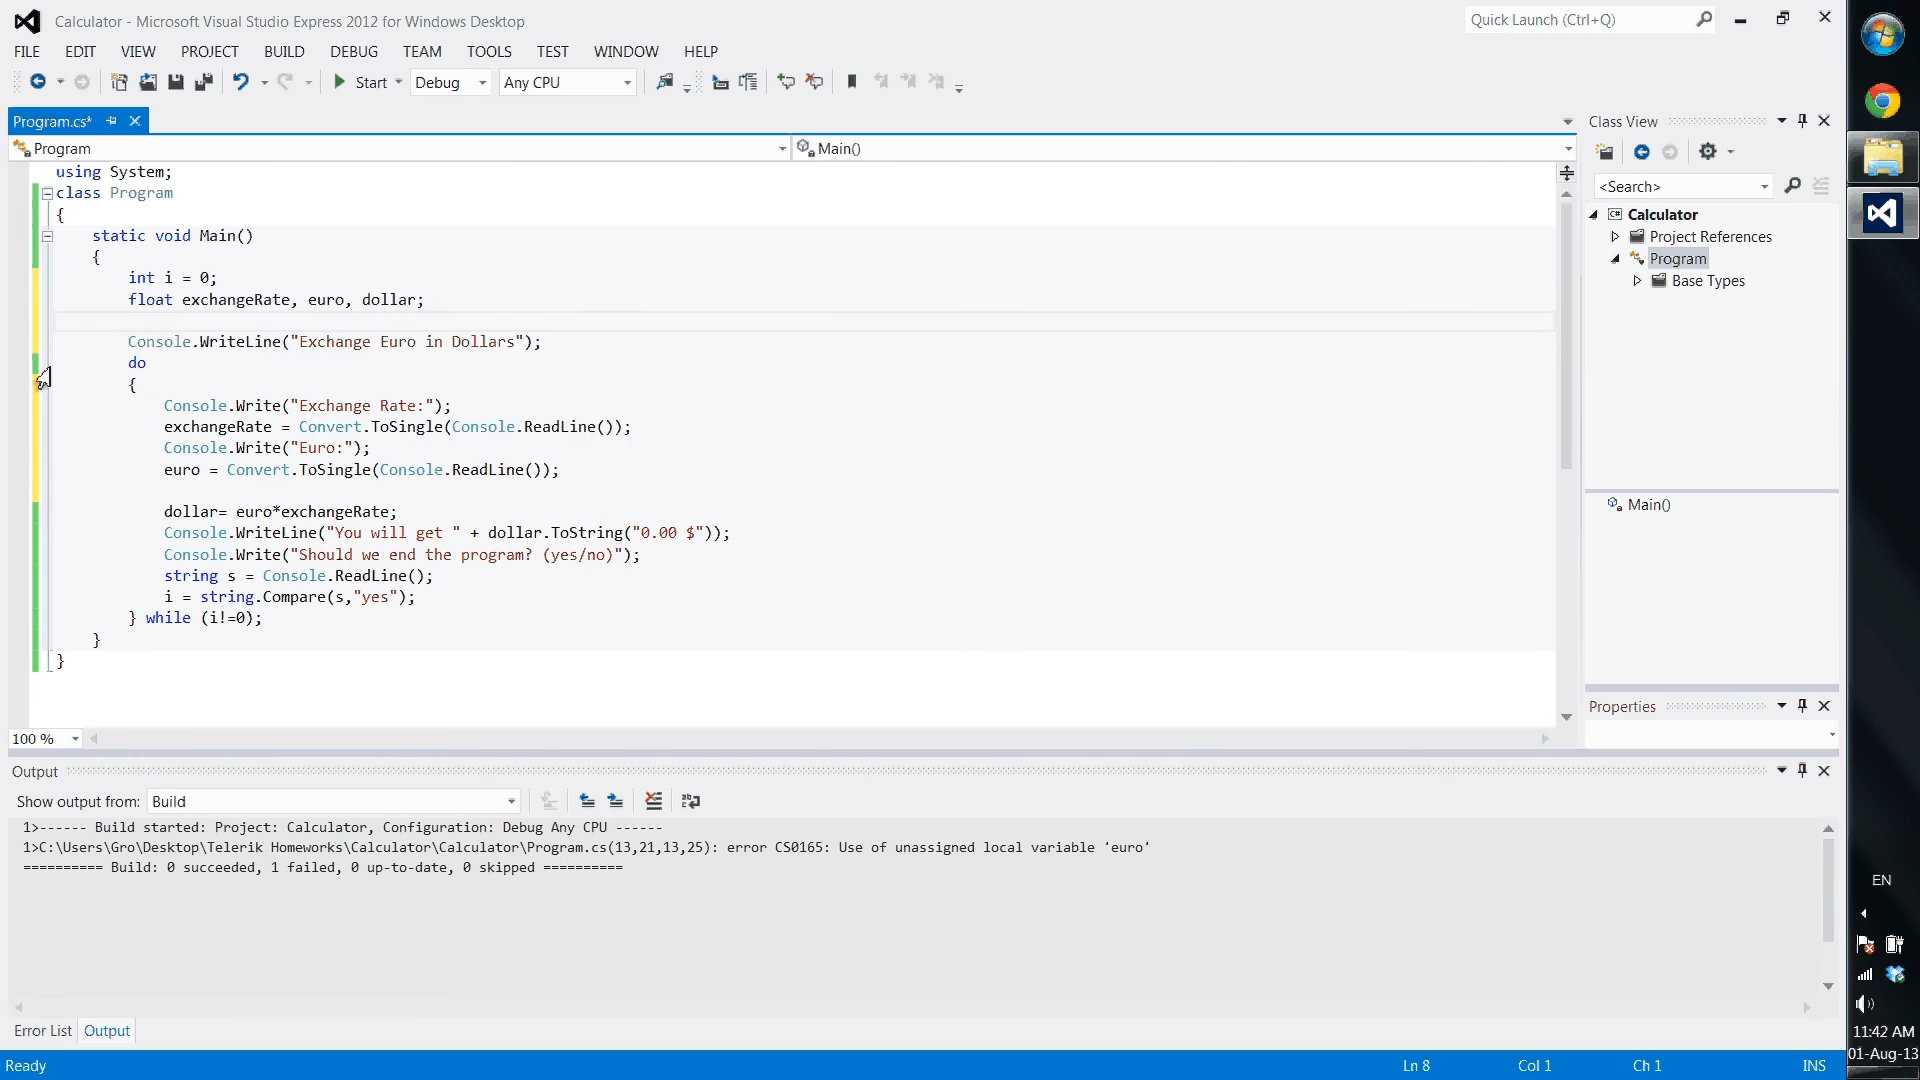 Calculator - Microsoft Visual Studio Express 2012 for Windows Desktop
Quick Launch (Ctrl+Q)
FILE EDIT VIEW PROJECT BUILD DEBUG TEAM TOOLS TEST WINDOW HELP
Start Debug Any CPU
Program.cs*
Program
Main()
using System;
class Program
{
static void Main()
{
int i = 0;
float exchangeRate, euro, dollar;
Console.WriteLine("Exchange Euro in Dollars");
do
{
Console.Write("Exchange Rate:");
exchangeRate = Convert.ToSingle(Console.ReadLine());
Console.Write("Euro:");
euro = Convert.ToSingle(Console.ReadLine());
dollar= euro*exchangeRate;
Console.WriteLine("You will get " + dollar.ToString("0.00 $"));
Console.Write("Should we end the program? (yes/no)");
string s = Console.ReadLine();
i = string.Compare(s,"yes");
} while (i!=0);
}
}
100 %
Class View
<Search>
Calculator
Project References
Program
Base Types
Main()
Properties
Output
Show output from: Build
1>------ Build started: Project: Calculator, Configuration: Debug Any CPU ------
1>C:\Users\Gro\Desktop\Telerik Homeworks\Calculator\Calculator\Program.cs(13,21,13,25): error CS0165: Use of unassigned local variable 'euro'
========== Build: 0 succeeded, 1 failed, 0 up-to-date, 0 skipped ==========
Error List Output
Ready
Ln 8 Col 1 Ch 1 INS
EN
11:42 AM
01-Aug-13